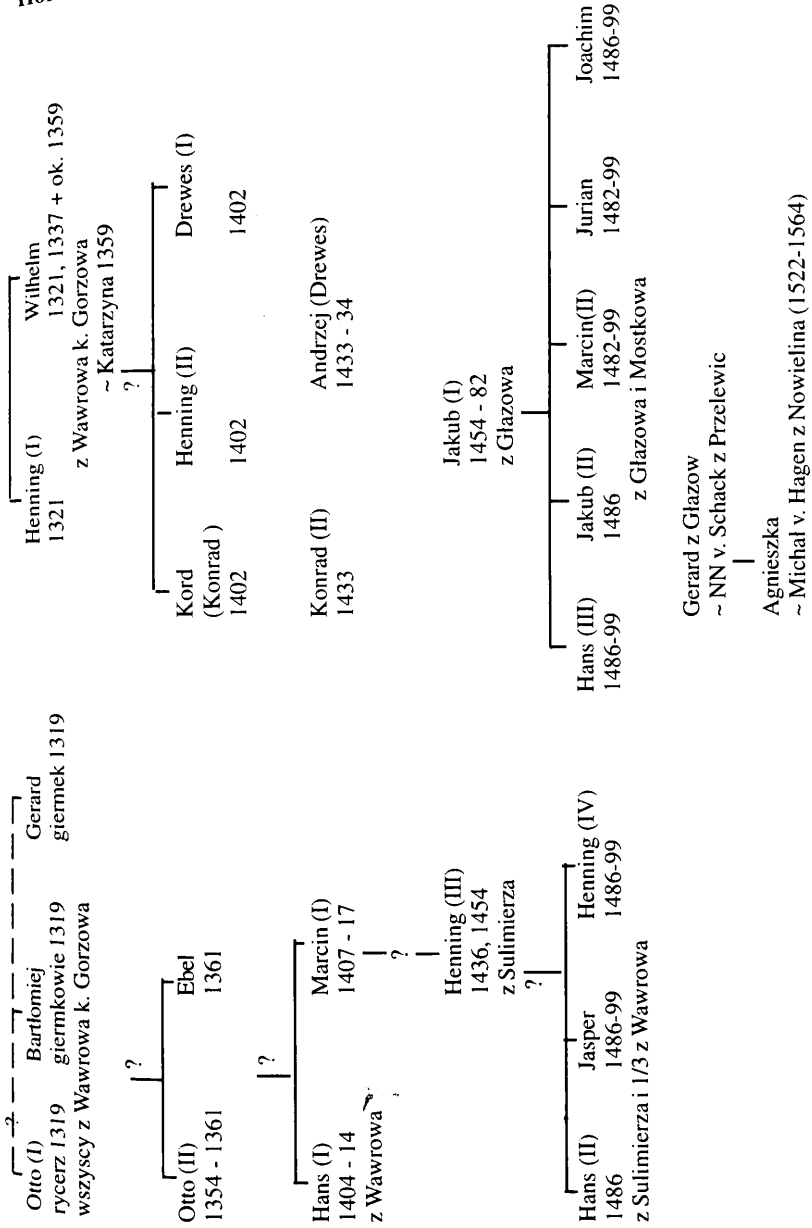 Otto (I) Bartłomiej Gerard
rycerz 1319 giermkowie 1319 giermek 1319
wszyscy z Wawrowa k. Gorzowa
?
Henning (I) Wilhelm
1321 1321, 1337 + ok. 1359
z Wawrowa k. Gorzowa
~ Katarzyna 1359
?
?
Otto (II) Ebel
1354 - 1361 1361
Kord Henning (II) Drewes (I)
(Konrad )
1402 1402 1402
?
Hans (I) Marcin (I)
1404 - 14 1407 - 17
z Wawrowa
?
Konrad (II) Andrzej (Drewes)
1433 1433 - 34
Henning (III)
1436, 1454
z Sulimierza
?
Jakub (I)
1454 - 82
z Głazowa
Hans (II) Jasper Henning (IV)
1486 1486-99 1486-99
z Sulimierza i 1/3 z Wawrowa
Hans (III) Jakub (II) Marcin(II) Jurian Joachim
1486-99 1486 1482-99 1482-99 1486-99
z Głazowa i Mostkowa
Gerard z Głazow
~ NN v. Schack z Przelewic
Agnieszka
~ Michał v. Hagen z Nowielina (1522-1564)